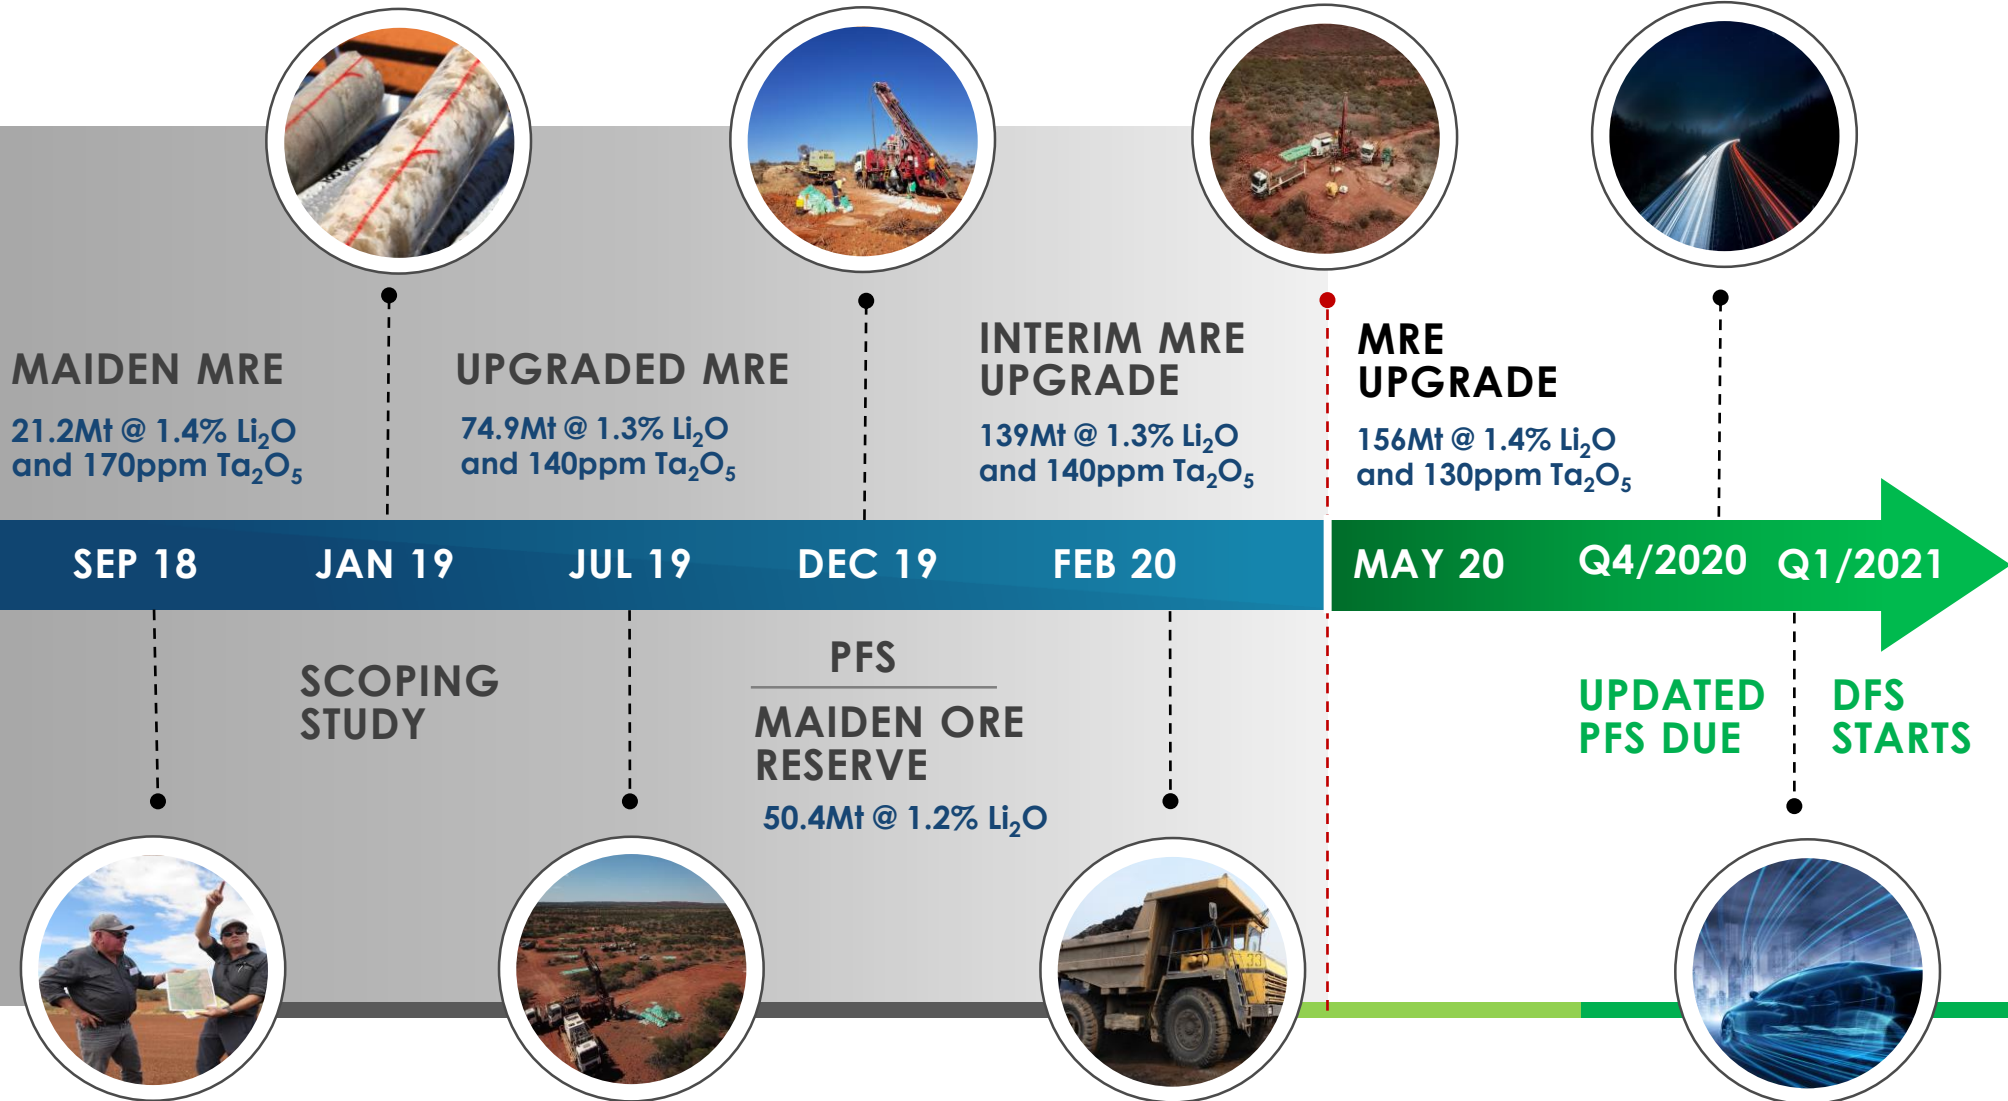 MAIDEN MRE
21.2Mt @ 1.4% Li₂O
and 170ppm Ta₂O₅
UPGRADED MRE
74.9Mt @ 1.3% Li₂O
and 140ppm Ta₂O₅
INTERIM MRE
UPGRADE
139Mt @ 1.3% Li₂O
and 140ppm Ta₂O₅
MRE
UPGRADE
156Mt @ 1.4% Li₂O
and 130ppm Ta₂O₅
SEP 18
JAN 19
JUL 19
DEC 19
FEB 20
MAY 20
Q4/2020
Q1/2021
SCOPING
STUDY
PFS
MAIDEN ORE
RESERVE
50.4Mt @ 1.2% Li₂O
UPDATED
PFS DUE
DFS
STARTS